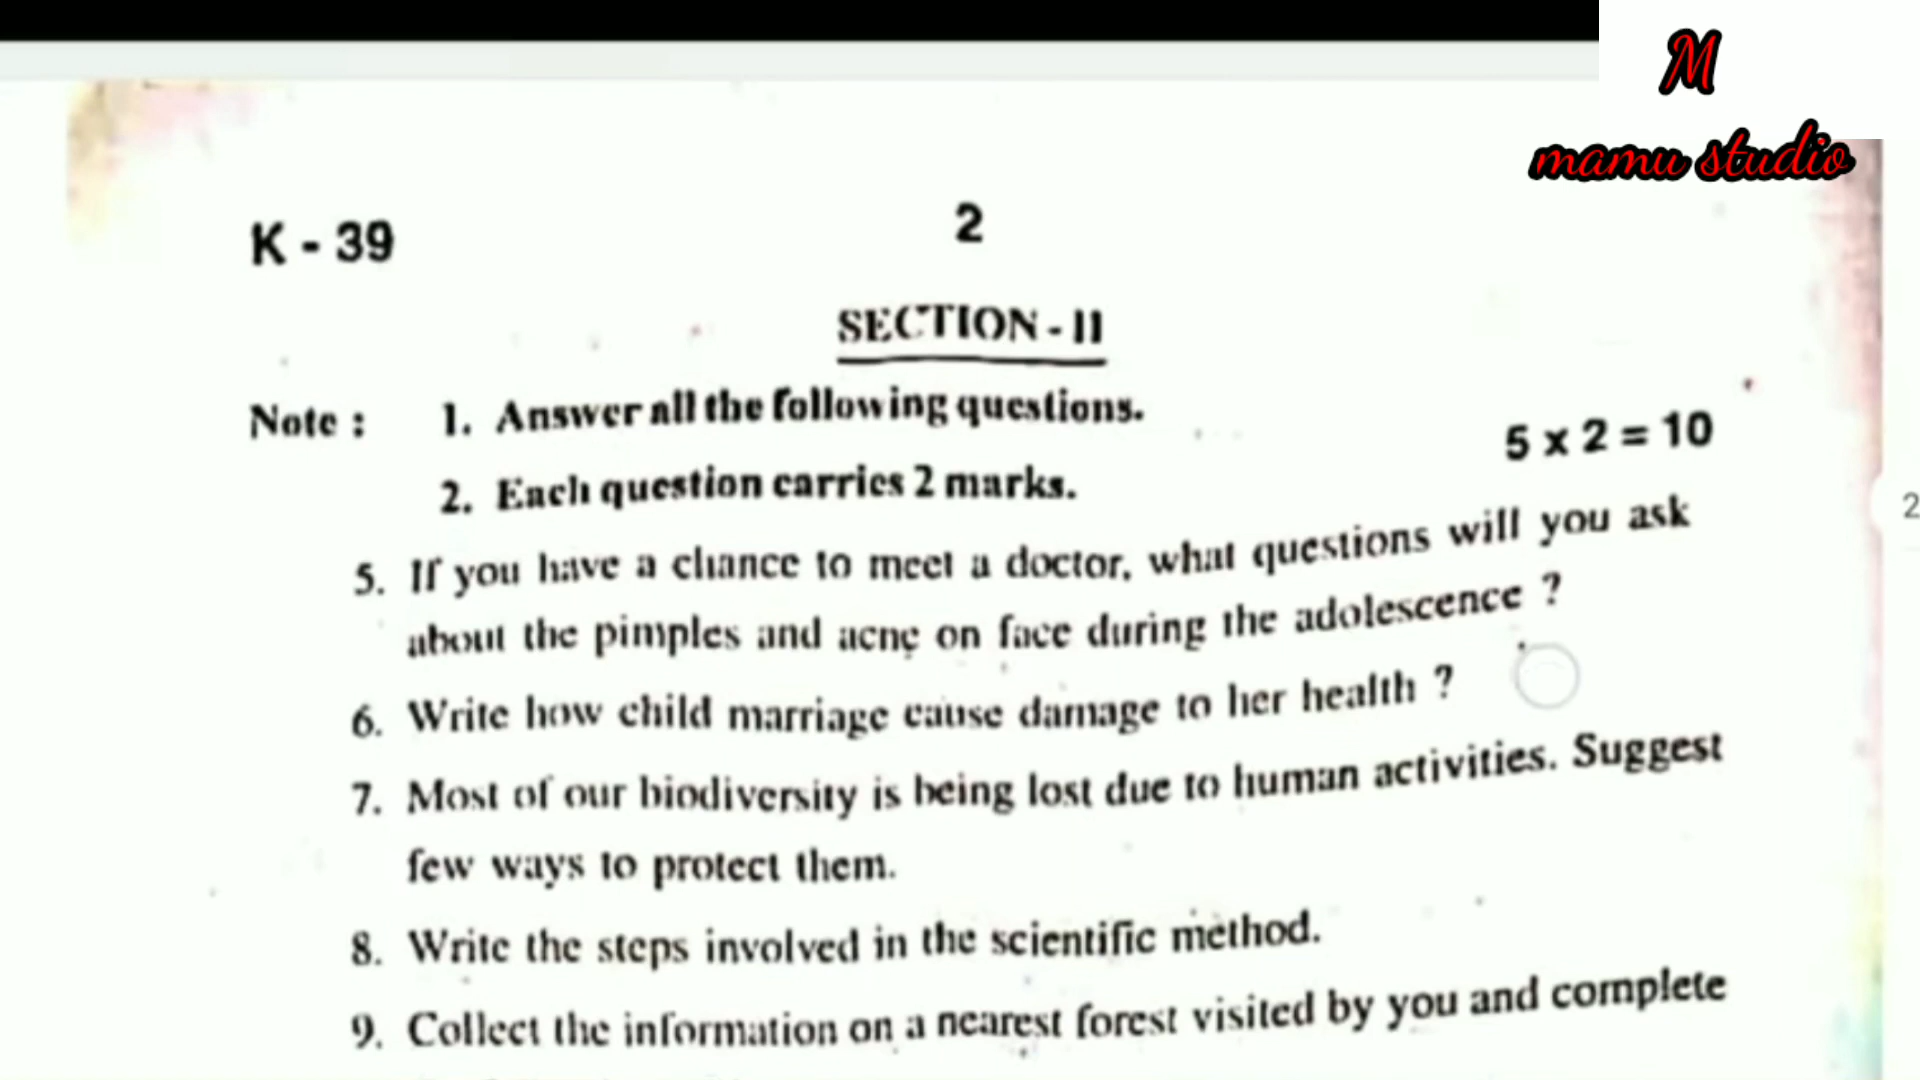 M
mamu studio
K - 39
2
SECTION - II
Note : 1. Answer all the following questions.
5 x 2 = 10
2. Each question carries 2 marks.
5. If you have a chance to meet a doctor, what questions will you ask
about the pimples and acne on face during the adolescence ?
6. Write how child marriage cause damage to her health ?
7. Most of our biodiversity is being lost due to human activities. Suggest
few ways to protect them.
8. Write the steps involved in the scientific method.
9. Collect the information on a nearest forest visited by you and complete
2